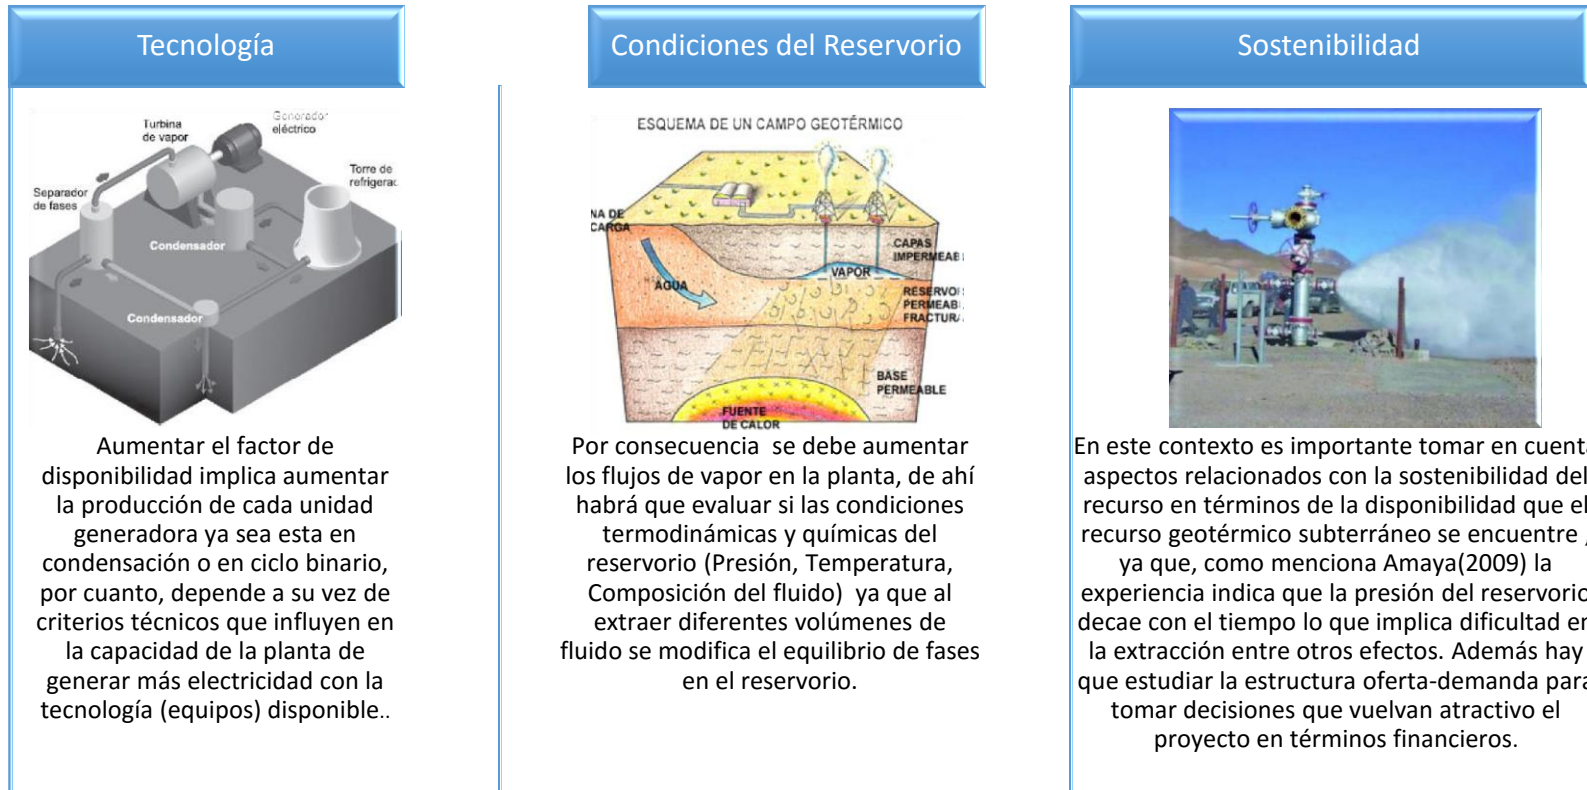 Tecnología
Turbina
de vapor
Generador
eléctrico
Torre de
refrigerac
Separador
de fases
Condensador
Condensador
Aumentar el factor de
disponibilidad implica aumentar
la producción de cada unidad
generadora ya sea esta en
condensación o en ciclo binario,
por cuanto, depende a su vez de
criterios técnicos que influyen en
la capacidad de la planta de
generar más electricidad con la
tecnología (equipos) disponible..
Condiciones del Reservorio
ESQUEMA DE UN CAMPO GEOTÉRMICO
NA DE
CARGA
CAPAS
IMPERMEAB
VAPOR
AGUA
RESERVO
PERMEAB
FRACTUR
BASE
PERMEABLE
FUENTE
DE CALOR
Por consecuencia  se debe aumentar
los flujos de vapor en la planta, de ahí
habrá que evaluar si las condiciones
termodinámicas y químicas del
reservorio (Presión, Temperatura,
Composición del fluido)  ya que al
extraer diferentes volúmenes de
fluido se modifica el equilibrio de fases
en el reservorio.
Sostenibilidad
En este contexto es importante tomar en cuenta
aspectos relacionados con la sostenibilidad del
recurso en términos de la disponibilidad que el
recurso geotérmico subterráneo se encuentre ,
ya que, como menciona Amaya(2009) la
experiencia indica que la presión del reservorio
decae con el tiempo lo que implica dificultad en
la extracción entre otros efectos. Además hay
que estudiar la estructura oferta-demanda para
tomar decisiones que vuelvan atractivo el
proyecto en términos financieros.